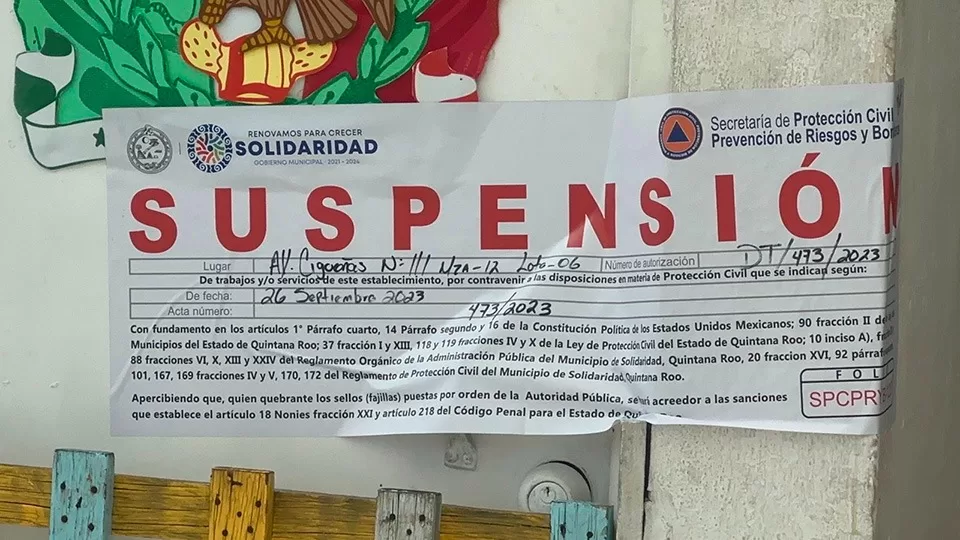 RENOVAMOS PARA CRECER
SOLIDARIDAD
GOBIERNO MUNICIPAL · 2021 - 2024
Secretaría de Protección Civil
Prevención de Riesgos y
SUSPENSIÓN
Lugar AV. Cigueñas N: 111 Lote-06 Número de autorización DT/473/2023
De trabajos y/o servicios de este establecimiento, por contravenir a las disposiciones en materia de Protección Civil que se indican según:
De fecha: 26 Septiembre 2023
Acta número: 473/2023
Con fundamento en los artículos 1° Párrafo cuarto, 14 Párrafo segundo y 16 de la Constitución Política de los Estados Unidos Mexicanos; 90 fracción II de
Municipios del Estado de Quintana Roo; 37 fracción I y XIII, 118 y 119 fracciones IV y X de la Ley de Protección Civil del Estado de Quintana Roo; 10 inciso A),
88 fracciones VI, X, XIII y XXIV del Reglamento Orgánico de la Administración Pública del Municipio de Solidaridad, Quintana Roo, 20 fracción XVI, 92
101, 167, 169 fracciones IV y V, 170, 172 del Reglamento de Protección Civil del Municipio de Solidaridad, Quintana Roo.
Apercibiendo que, quien quebrante los sellos (fajillas) puestas por orden de la Autoridad Pública, será acreedor a las sanciones
que establece el artículo 18 Nonies fracción XXI y artículo 218 del Código Penal para el Estado de Quintana Roo
FOL
SPCPR